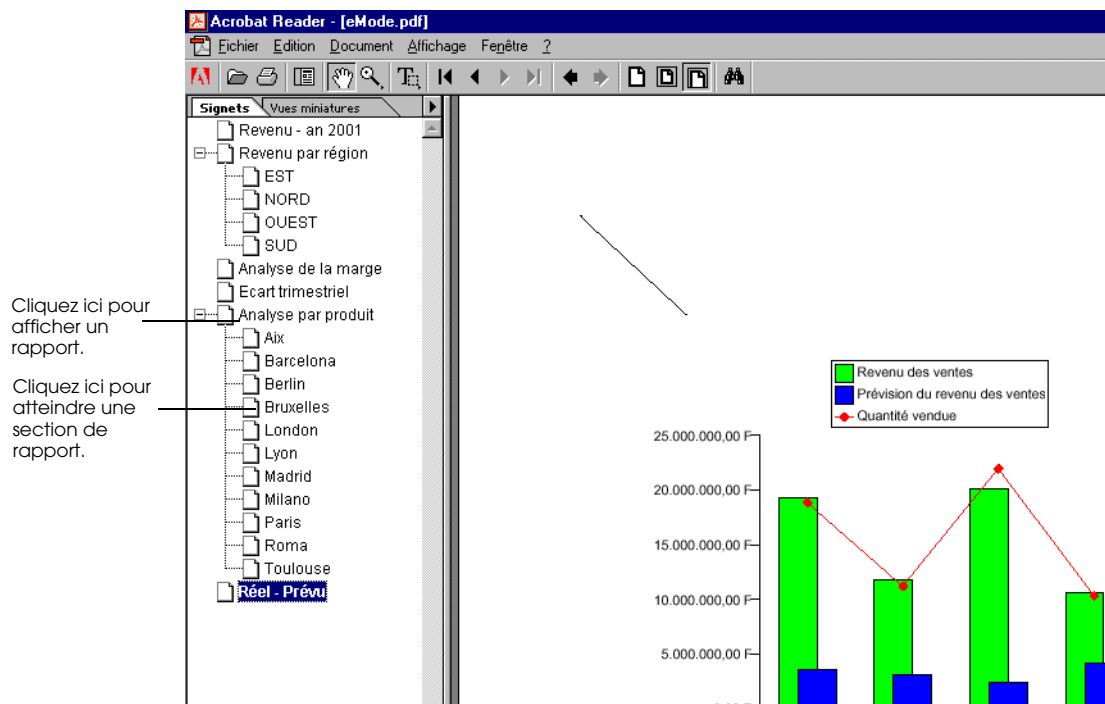 Acrobat Reader - [eMode.pdf]
Fichier Edition Document Affichage Fenêtre ?
Signets Vues miniatures
Revenu - an 2001
Revenu par région
EST
NORD
OUEST
SUD
Analyse de la marge
Ecart trimestriel
Analyse par produit
Aix
Barcelona
Berlin
Bruxelles
London
Lyon
Madrid
Milano
Paris
Roma
Toulouse
Réel - Prévu
Cliquez ici pour
afficher un
rapport.
Cliquez ici pour
atteindre une
section de
rapport.
Revenu des ventes
Prévision du revenu des ventes
Quantité vendue
25.000.000,00 F
20.000.000,00 F
15.000.000,00 F
10.000.000,00 F
5.000.000,00 F